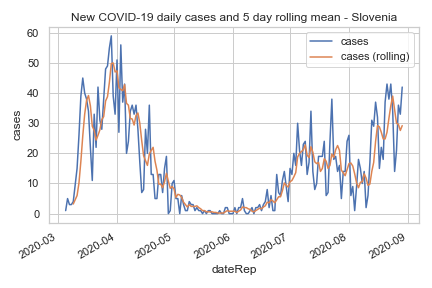 New COVID-19 daily cases and 5 day rolling mean - Slovenia
cases
cases (rolling)
60
50
40
30
20
10
0
cases
2020-03
2020-04
2020-05
2020-06
2020-07
2020-08
2020-09
dateRep